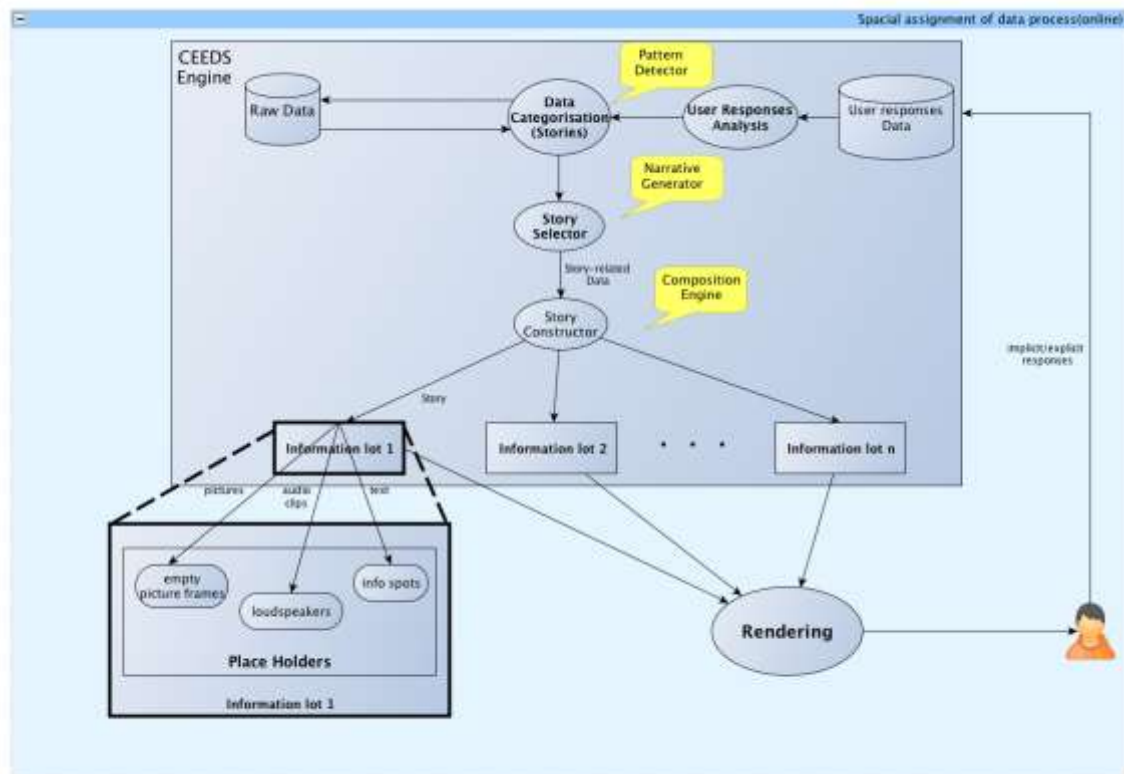 Spacial assignment of data process(online)
CEEDS
Engine
Pattern
Detector
Raw Data
Data
Categorisation
(Stories)
User Responses
Analysis
User responses
Data
Narrative
Generator
Story
Selector
Story-related
Data
Composition
Engine
Story
Constructor
implicit/explicit
responses
Story
Information lot 1
Information lot 2
. . .
Information lot n
pictures
audio
clips
text
empty
picture frames
info spots
loudspeakers
Place Holders
Information lot 1
Rendering